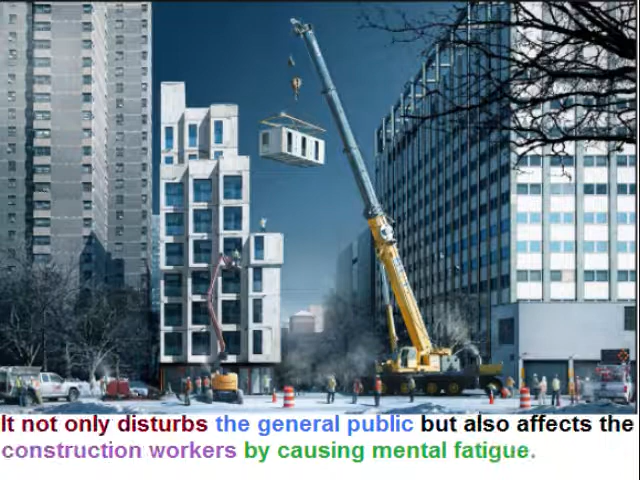 It not only disturbs the general public but also affects the
construction workers by causing mental fatigue.